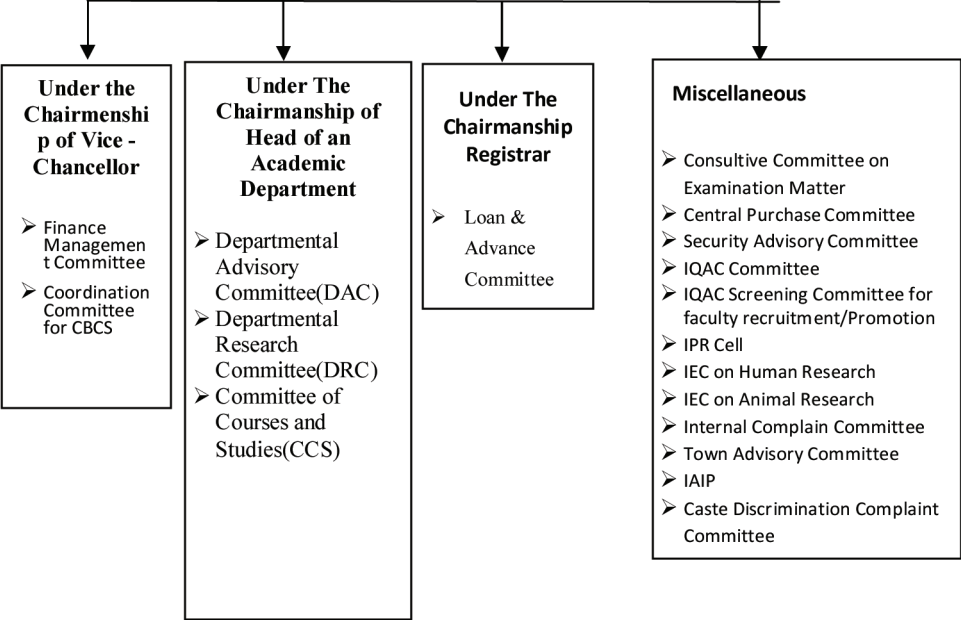 Under the
Chairmenshi
p of Vice -
Chancellor
➢ Finance
Managemen
t Committee
➢ Coordination
Committee
for CBCS
Under The
Chairmanship of
Head of an
Academic
Department
➢ Departmental
Advisory
Committee(DAC)
➢ Departmental
Research
Committee(DRC)
➢ Committee of
Courses and
Studies(CCS)
Under The
Chairmanship
Registrar
➢ Loan &
Advance
Committee
Miscellaneous
➢ Consultive Committee on
Examination Matter
➢ Central Purchase Committee
➢ Security Advisory Committee
➢ IQAC Committee
➢ IQAC Screening Committee for
faculty recruitment/Promotion
➢ IPR Cell
➢ IEC on Human Research
➢ IEC on Animal Research
➢ Internal Complain Committee
➢ Town Advisory Committee
➢ IAIP
➢ Caste Discrimination Complaint
Committee